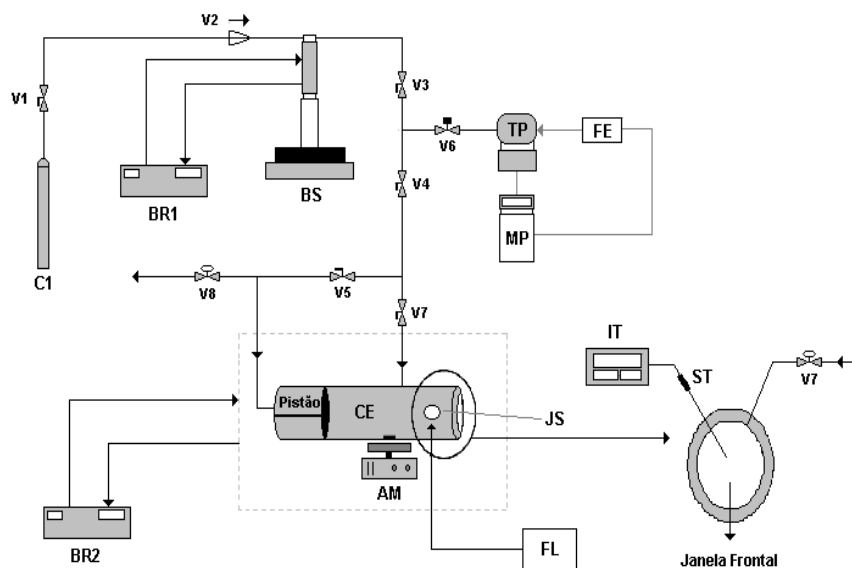 V2
V1
V3
TP
FE
V6
BS
BR1
V4
MP
C1
V8
V5
V7
IT
ST
V7
Pistão
CE
JS
AM
BR2
FL
Janela Frontal